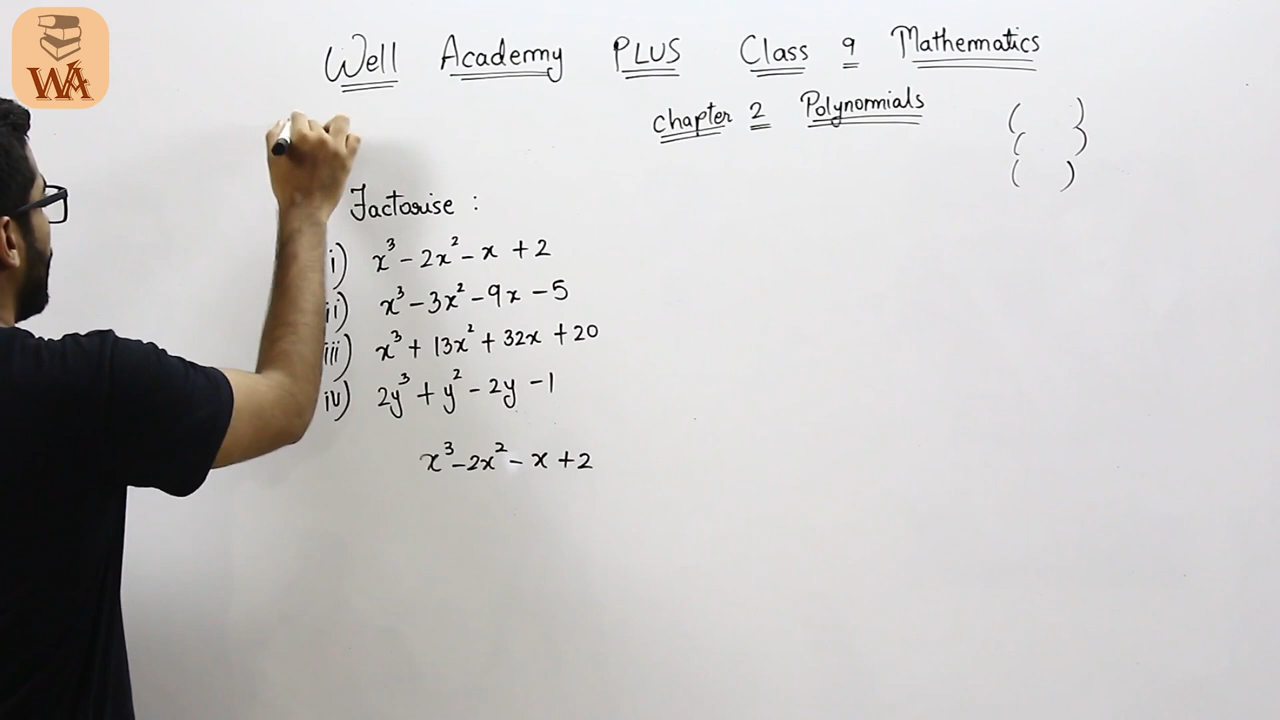 WA
Well Academy PLUS Class 9 Mathematics
chapter 2 Polynomials
Factorise :
i) x³ - 2x² - x + 2
ii) x³ - 3x² - 9x - 5
iii) x³ + 13x² + 32x + 20
iv) 2y³ + y² - 2y - 1
x³ - 2x² - x + 2